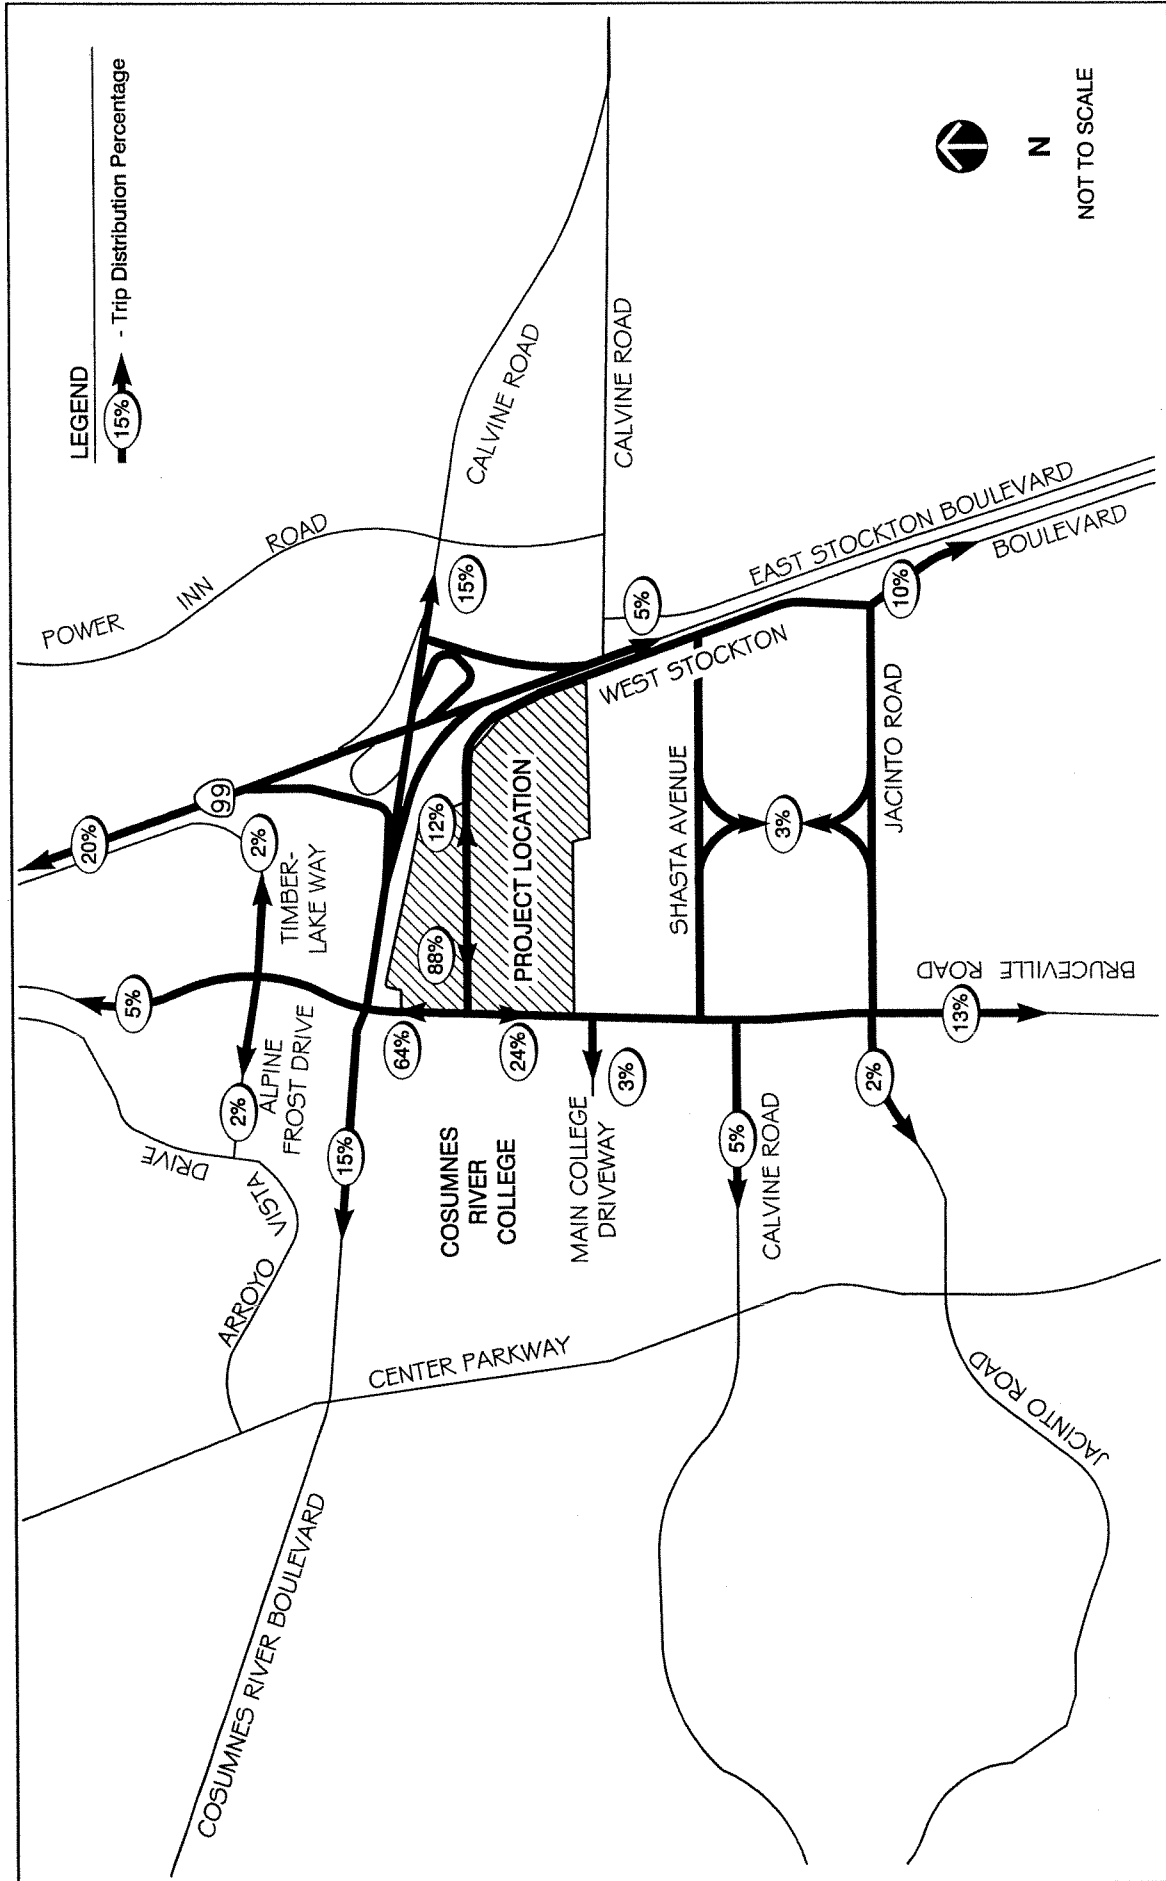 LEGEND
15%
- Trip Distribution Percentage
N
NOT TO SCALE
POWER
INN
ROAD
CALVINE ROAD
CALVINE ROAD
EAST STOCKTON BOULEVARD
BOULEVARD
WEST STOCKTON
15%
5%
10%
99
20%
2%
TIMBER-
LAKE WAY
12%
88%
PROJECT LOCATION
SHASTA AVENUE
3%
JACINTO ROAD
BRUCEVILLE ROAD
13%
5%
64%
24%
3%
2%
ALPINE
FROST DRIVE
2%
15%
COSUMNES
RIVER
COLLEGE
MAIN COLLEGE
DRIVEWAY
5%
CALVINE ROAD
ARROYO
VISTA
DRIVE
CENTER PARKWAY
JACINTO ROAD
COSUMNES RIVER BOULEVARD